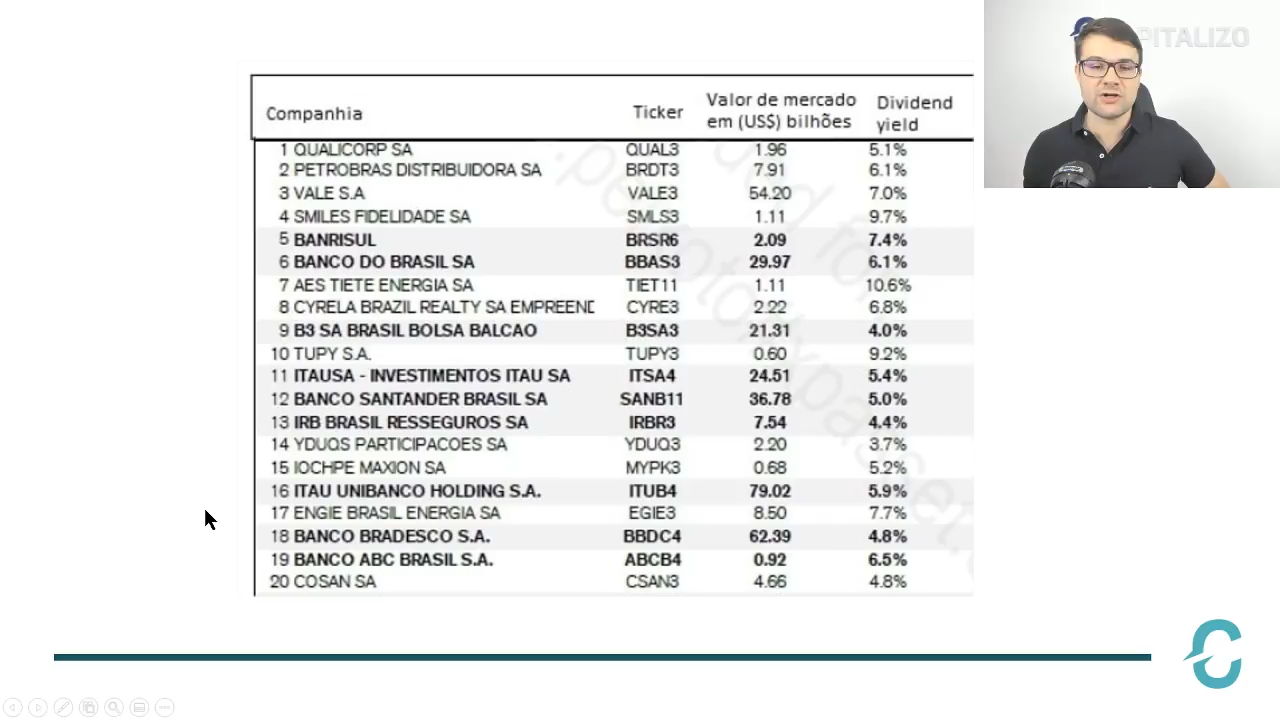 PITALIZO
Companhia Ticker Valor de mercado em (US$) bilhões Dividend yield
1 QUALICORP SA QUAL3 1.96 5.1%
2 PETROBRAS DISTRIBUIDORA SA BRDT3 7.91 6.1%
3 VALE S.A VALE3 54.20 7.0%
4 SMILES FIDELIDADE SA SMLS3 1.11 9.7%
5 BANRISUL BRSR6 2.09 7.4%
6 BANCO DO BRASIL SA BBAS3 29.97 6.1%
7 AES TIETE ENERGIA SA TIET11 1.11 10.6%
8 CYRELA BRAZIL REALTY SA EMPREEND CYRE3 2.22 6.8%
9 B3 SA BRASIL BOLSA BALCAO B3SA3 21.31 4.0%
10 TUPY S.A. TUPY3 0.60 9.2%
11 ITAUSA - INVESTIMENTOS ITAU SA ITSA4 24.51 5.4%
12 BANCO SANTANDER BRASIL SA SANB11 36.78 5.0%
13 IRB BRASIL RESSEGUROS SA IRBR3 7.54 4.4%
14 YDUQS PARTICIPACOES SA YDUQ3 2.20 3.7%
15 IOCHPE MAXION SA MYPK3 0.68 5.2%
16 ITAU UNIBANCO HOLDING S.A. ITUB4 79.02 5.9%
17 ENGIE BRASIL ENERGIA SA EGIE3 8.50 7.7%
18 BANCO BRADESCO S.A. BBDC4 62.39 4.8%
19 BANCO ABC BRASIL S.A. ABCB4 0.92 6.5%
20 COSAN SA CSAN3 4.66 4.8%